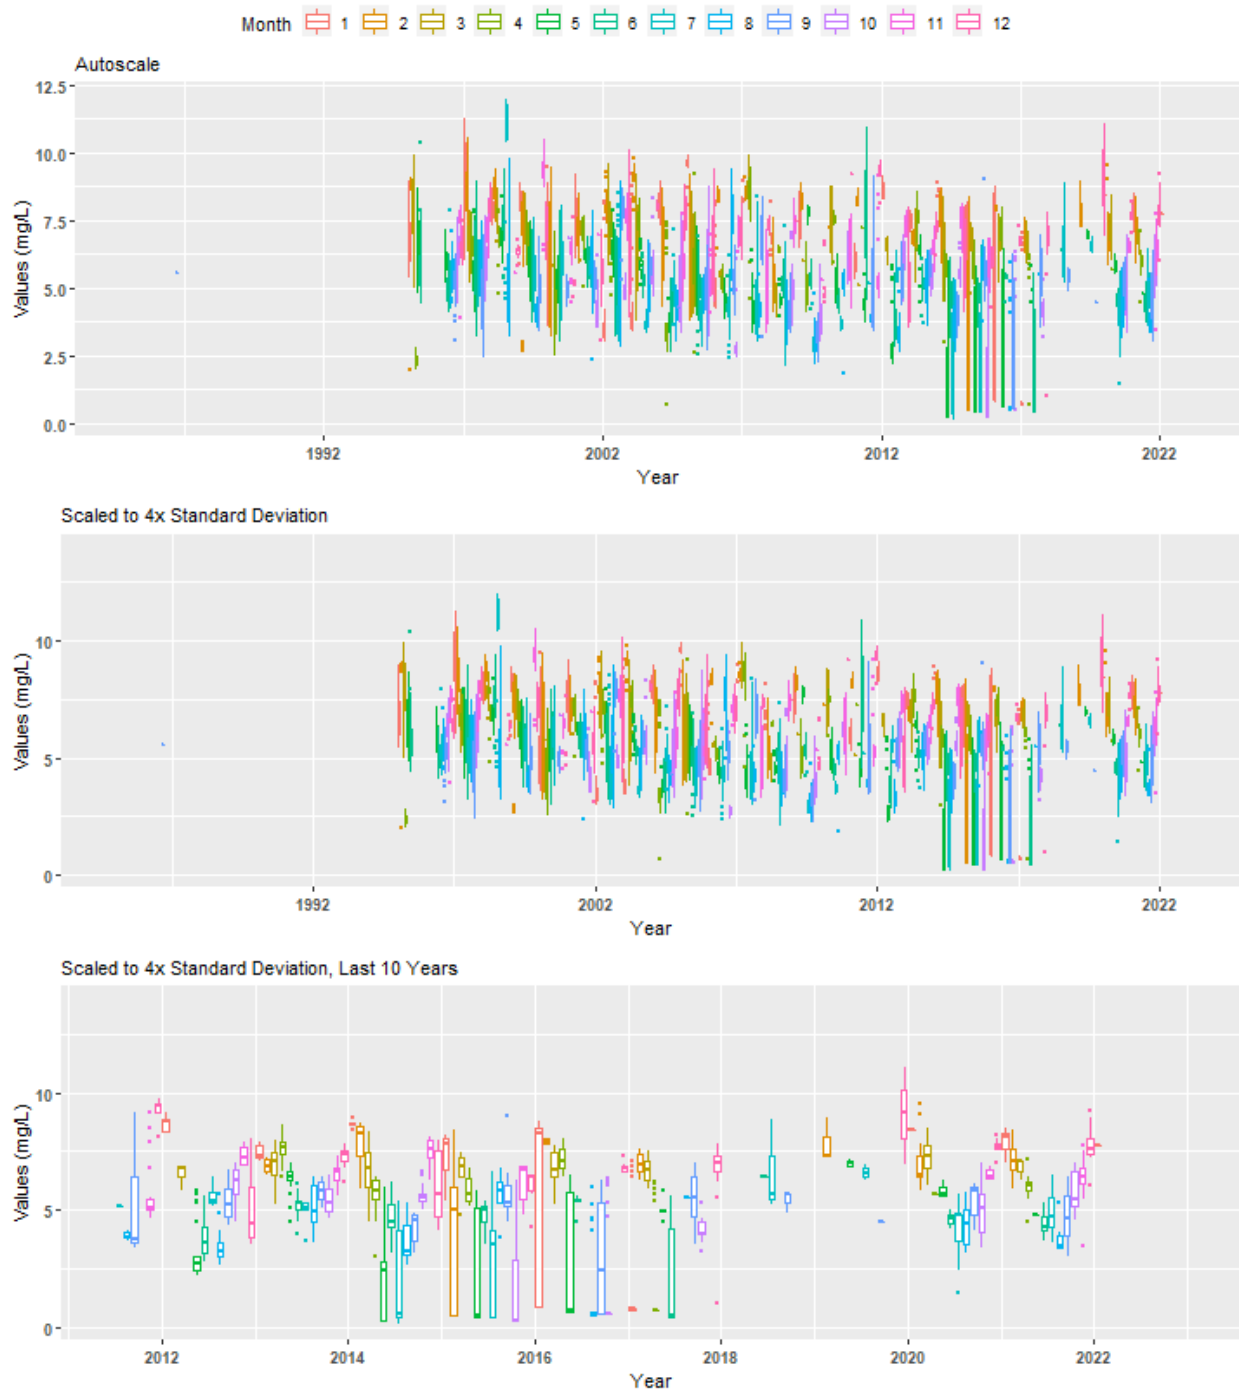 Month 1 2 3 4 5 6 7 8 9 10 11 12
Autoscale
12.5
10.0
7.5
5.0
2.5
0.0
Values (mg/L)
1992 2002 2012 2022
Year
Scaled to 4x Standard Deviation
10
5
0
Values (mg/L)
1992 2002 2012 2022
Year
Scaled to 4x Standard Deviation, Last 10 Years
10
5
0
Values (mg/L)
2012 2014 2016 2018 2020 2022
Year